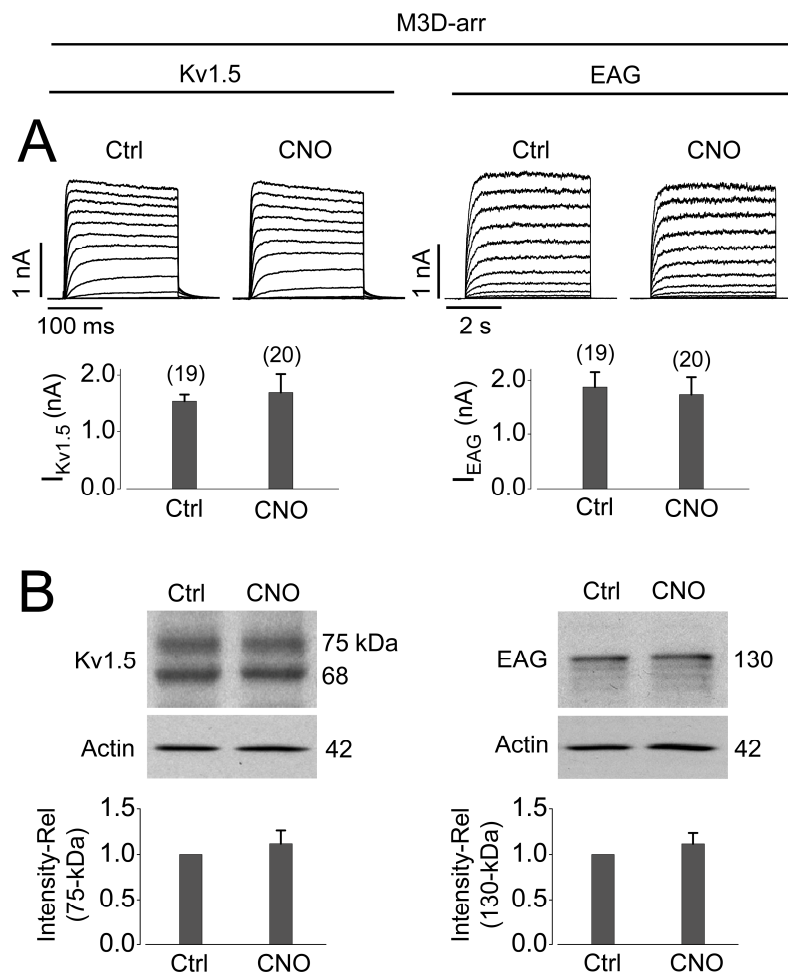 M3D-arr
Kv1.5 EAG
A
Ctrl CNO Ctrl CNO
1 nA 1 nA
100 ms 2 s
(19) (20) (19) (20)
I_Kv1.5 (nA)
2.0
1.0
0.0
Ctrl CNO
I_EAG (nA)
2.0
1.0
0.0
Ctrl CNO
B
Ctrl CNO
Kv1.5
75 kDa
68
Actin 42
Ctrl CNO
EAG 130
Actin 42
Intensity-Rel
(75-kDa)
1.5
1.0
0.5
0.0
Ctrl CNO
Intensity-Rel
(130-kDa)
1.5
1.0
0.5
0.0
Ctrl CNO